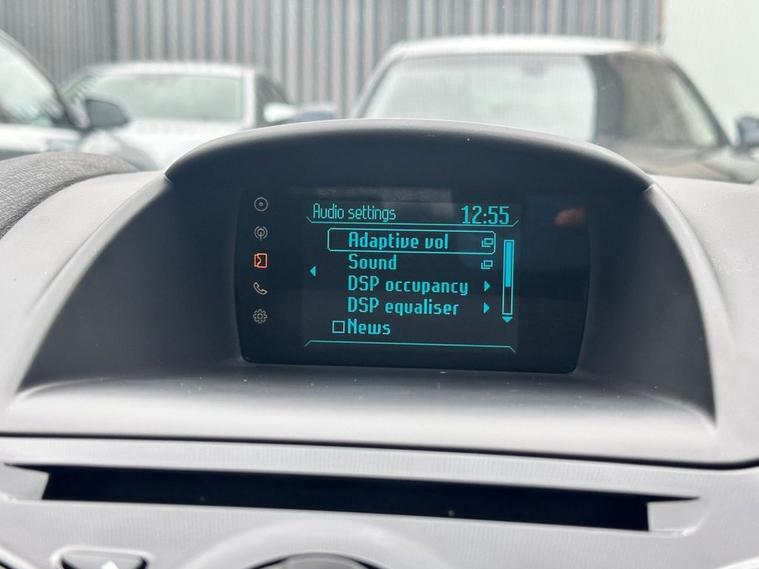 Audio settings 12:55
Adaptive vol
Sound
DSP occupancy
DSP equaliser
News